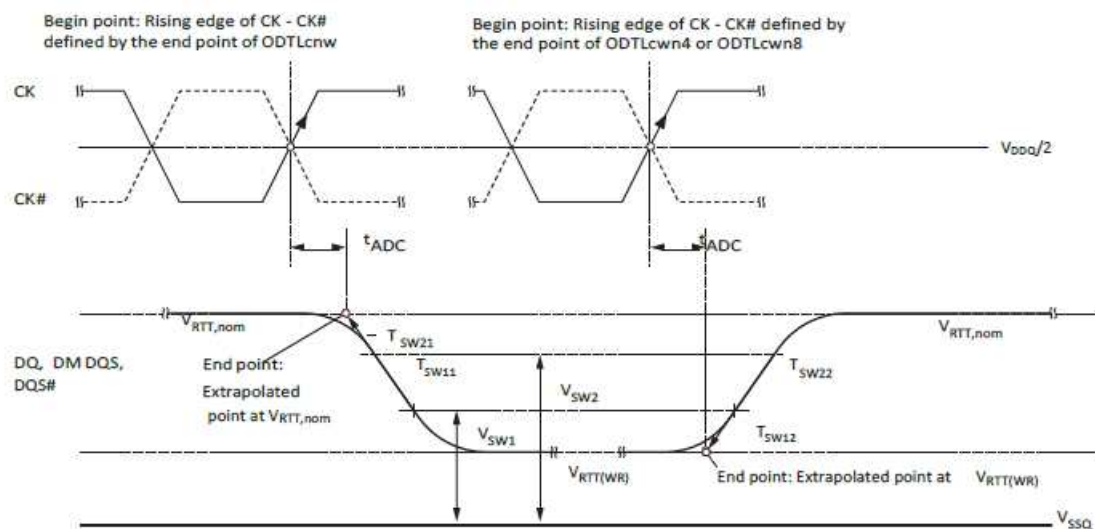 Begin point: Rising edge of CK - CK#
defined by the end point of ODTLcnw
Begin point: Rising edge of CK - CK# defined by
the end point of ODTLcwn4 or ODTLcwn8
CK
VDDQ/2
CK#
tADC
tADC
VRTT,nom
VRTT,nom
TSW21
DQ, DM DQS,
DQS#
End point:
Extrapolated
point at VRTT,nom
TSW11
TSW22
VSW2
VSW1
TSW12
VRTT(WR)
End point: Extrapolated point at VRTT(WR)
VSSQ